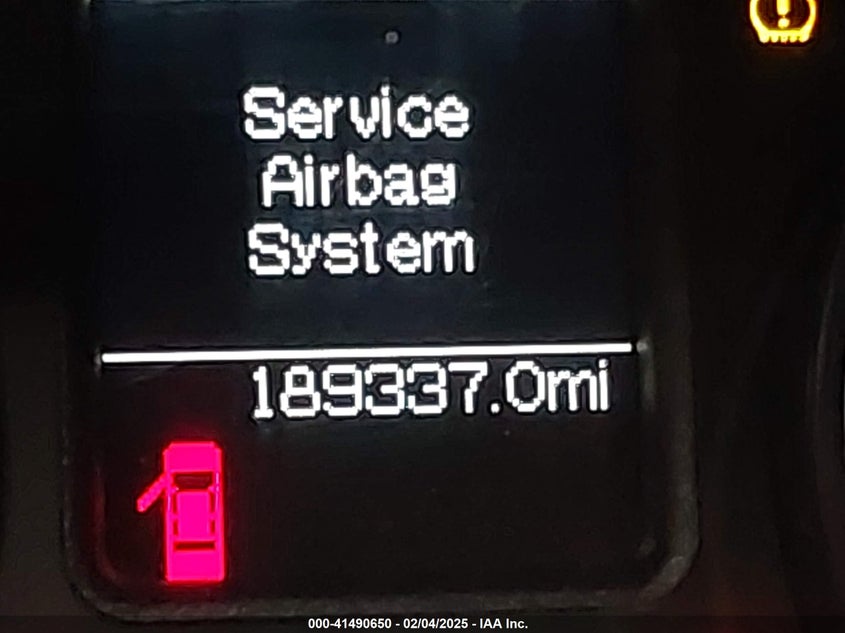 Service
Airbag
System
189337.0mi
000-41490650 - 02/04/2025 - IAA Inc.